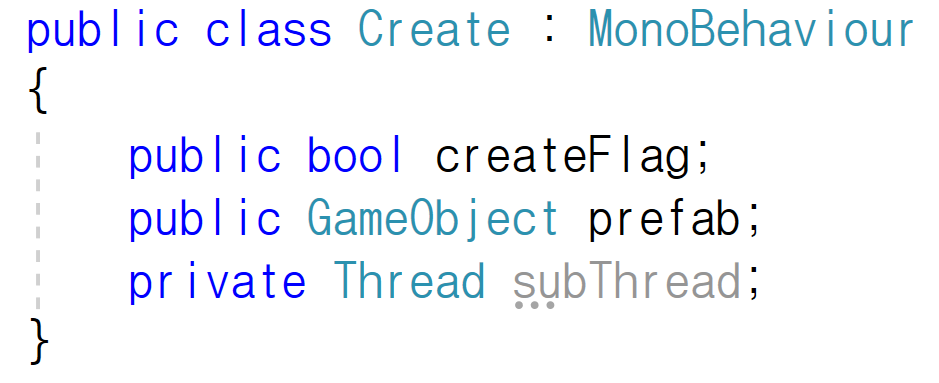 public class Create : MonoBehaviour
{
public bool createFlag;
public GameObject prefab;
private Thread subThread;
}